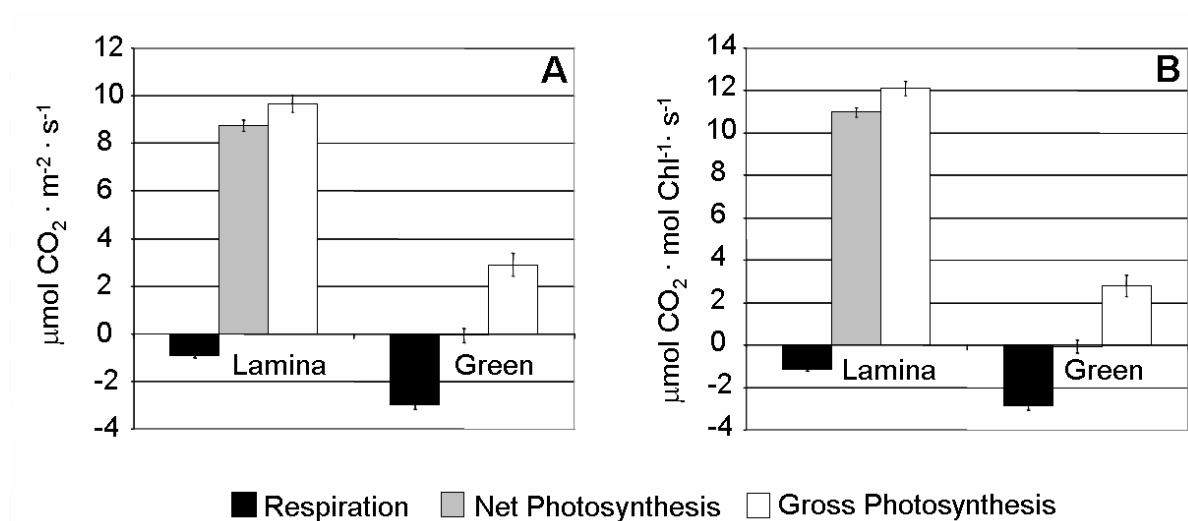 A
μmol CO₂ · m⁻² · s⁻¹
12
10
8
6
4
2
0
-2
-4
Lamina Green
B
μmol CO₂ · mol Chl⁻¹· s⁻¹
14
12
10
8
6
4
2
0
-2
-4
Lamina Green
Respiration Net Photosynthesis Gross Photosynthesis